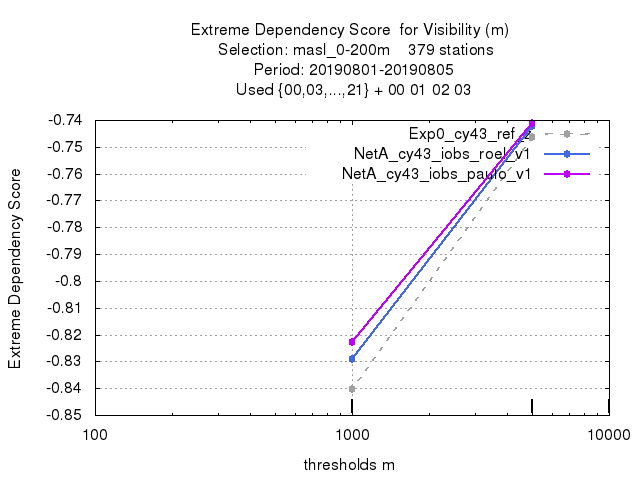 Extreme Dependency Score for Visibility (m)
Selection: masl_0-200m 379 stations
Period: 20190801-20190805
Used {00,03,...,21} + 00 01 02 03
Extreme Dependency Score
-0.74
-0.75
-0.76
-0.77
-0.78
-0.79
-0.8
-0.81
-0.82
-0.83
-0.84
-0.85
Exp0_cy43_ref_2
NetA_cy43_iobs_roel_v1
NetA_cy43_iobs_paulo_v1
100
1000
10000
thresholds m